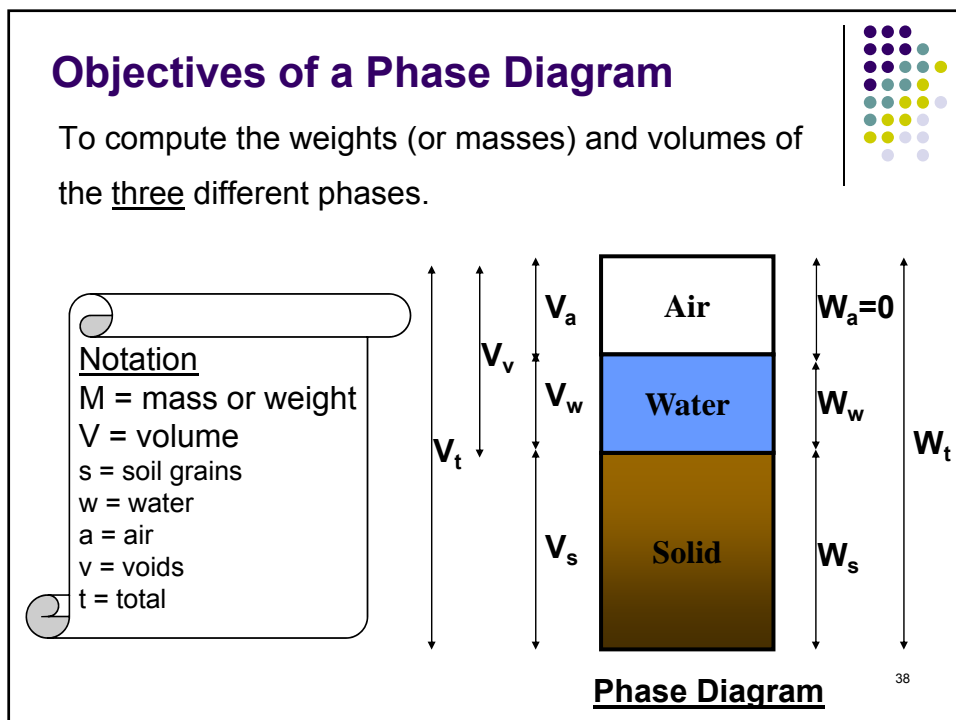 Objectives of a Phase Diagram
To compute the weights (or masses) and volumes of
the three different phases.
Notation
M = mass or weight
V = volume
s = soil grains
w = water
a = air
v = voids
t = total
Vt
Vv
Va
Vw
Vs
Air
Water
Solid
Wa=0
Ww
Ws
Wt
Phase Diagram
38